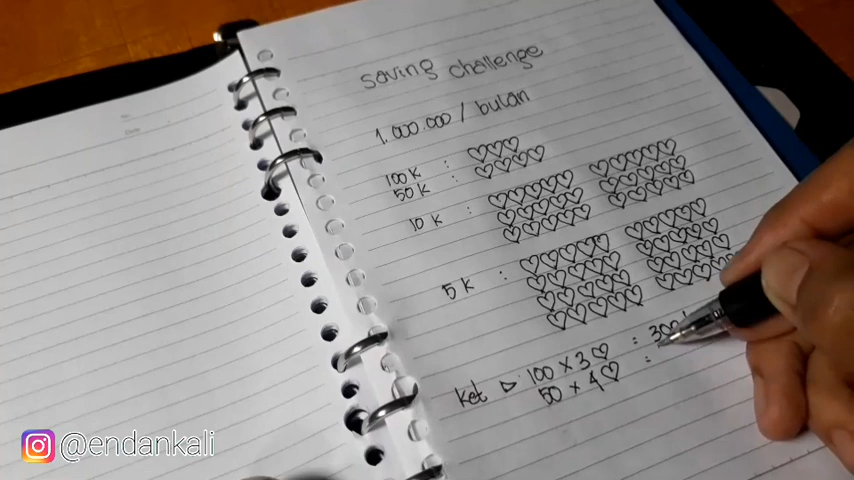 saving challenge
1.000.000 / bulan
100 K :
50 K :
10 K :
5 K :
Ket ▷ 100 x 3♡ = 300
50 x 4♡ =
@endankali